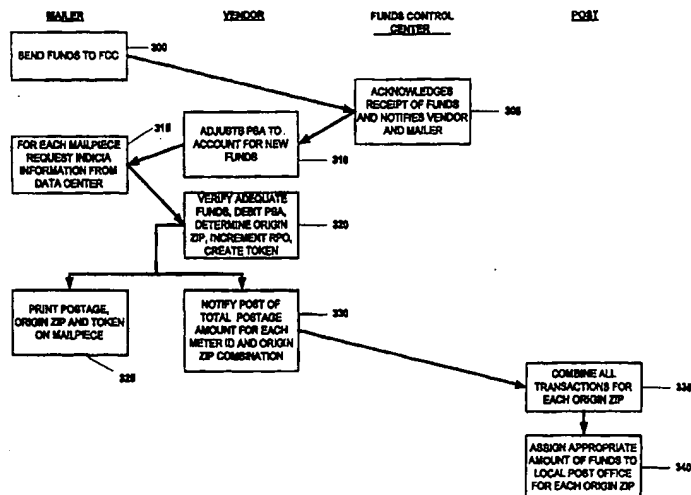 MAILER
VENDOR
FUNDS CONTROL
CENTER
POST
SEND FUNDS TO FCC
300
ACKNOWLEDGES
RECEIPT OF FUNDS
AND NOTIFIES VENDOR
AND MAILER
305
ADJUSTS PSA TO
ACCOUNT FOR NEW
FUNDS
310
315
FOR EACH MAILPIECE
REQUEST INDICIA
INFORMATION FROM
DATA CENTER
VERIFY ADEQUATE
FUNDS, DEBIT PSA,
DETERMINE ORIGIN
ZIP, INCREMENT RPO,
CREATE TOKEN
320
PRINT POSTAGE,
ORIGIN ZIP AND TOKEN
ON MAILPIECE
325
NOTIFY POST OF
TOTAL POSTAGE
AMOUNT FOR EACH
METER ID AND ORIGIN
ZIP COMBINATION
330
COMBINE ALL
TRANSACTIONS FOR
EACH ORIGIN ZIP
335
ASSIGN APPROPRIATE
AMOUNT OF FUNDS TO
LOCAL POST OFFICE
FOR EACH ORIGIN ZIP
340